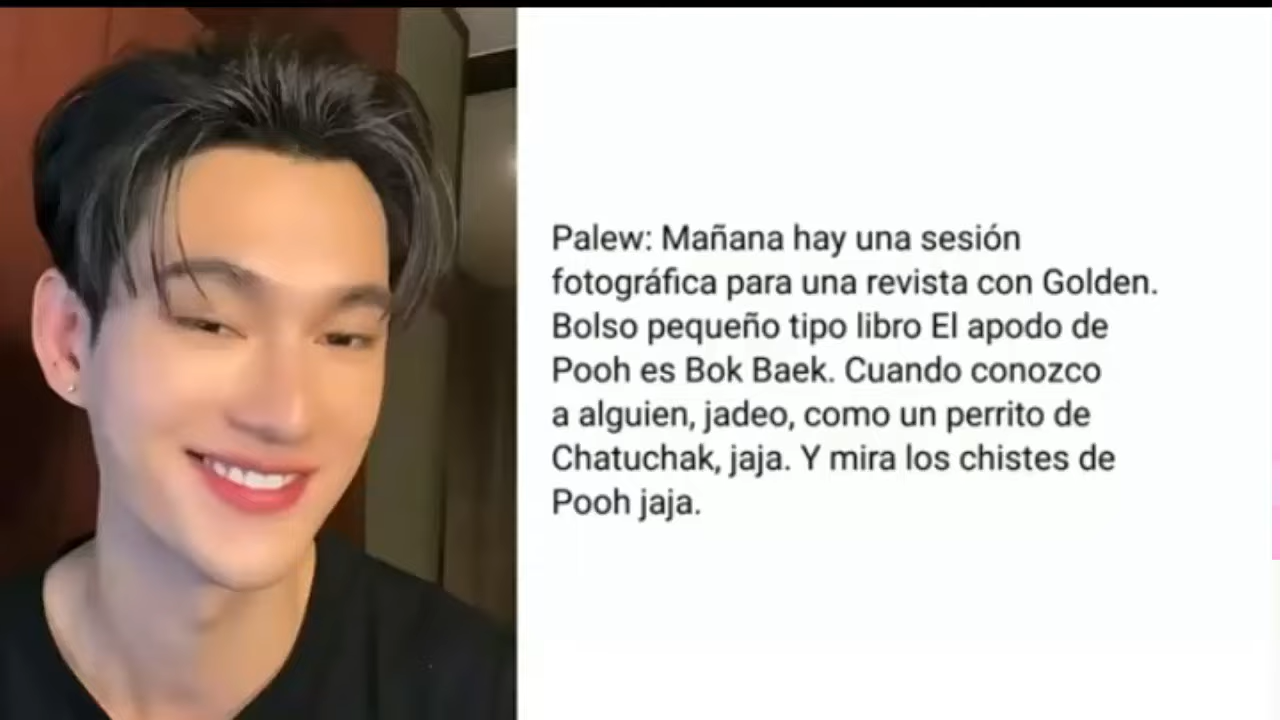 Palew: Mañana hay una sesión
fotográfica para una revista con Golden.
Bolso pequeño tipo libro El apodo de
Pooh es Bok Baek. Cuando conozco
a alguien, jadeo, como un perrito de
Chatuchak, jaja. Y mira los chistes de
Pooh jaja.